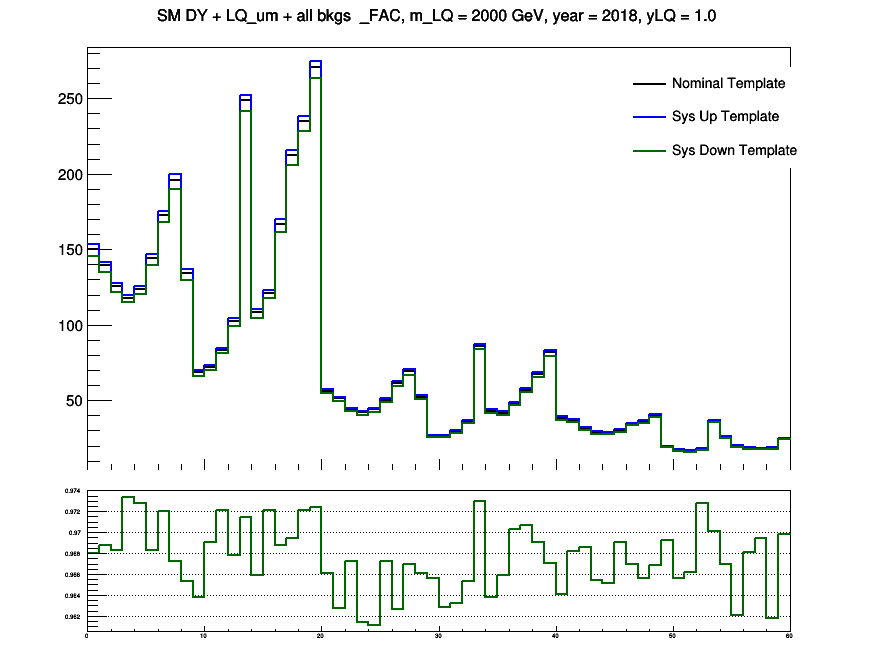 SM DY + LQ_um + all bkgs _FAC, m_LQ = 2000 GeV, year = 2018, yLQ = 1.0
Nominal Template
Sys Up Template
Sys Down Template
250
200
150
100
50
0.974
0.972
0.97
0.968
0.966
0.964
0.962
0 10 20 30 40 50 60